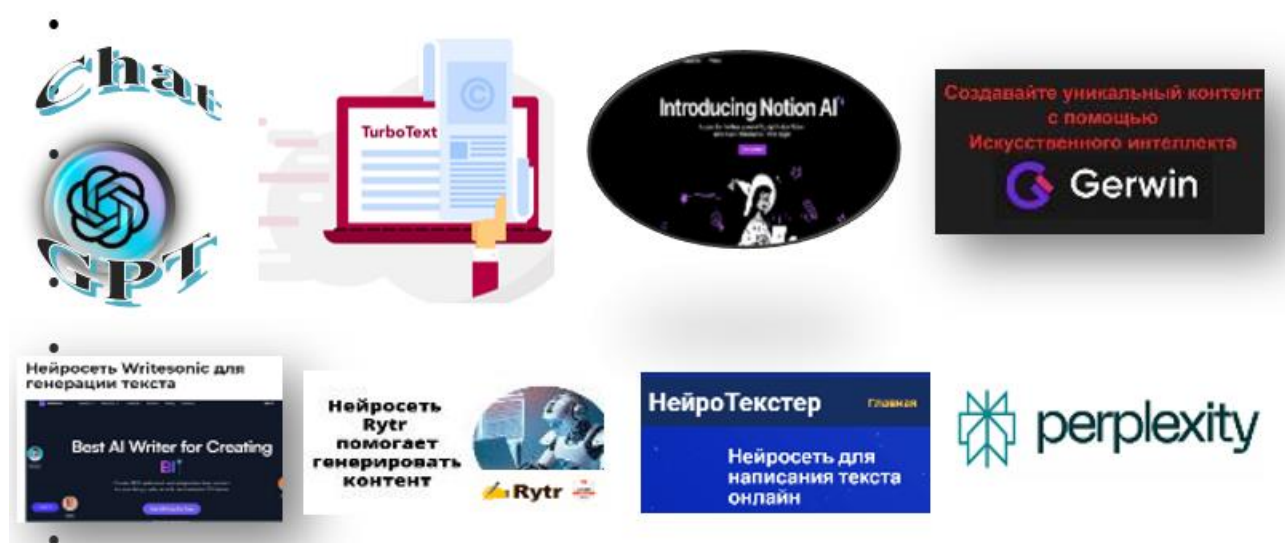 Chat
GPT
TurboText
©
Introducing Notion AI
Создавайте уникальный контент
с помощью
Искусственного интеллекта
Gerwin
Нейросеть Writesonic для
генерации текста
Best AI Writer for Creating
Нейросеть
Rytr
помогает
генерировать
контент
Rytr
НейроТекстер
Главная
Нейросеть для
написания текста
онлайн
perplexity